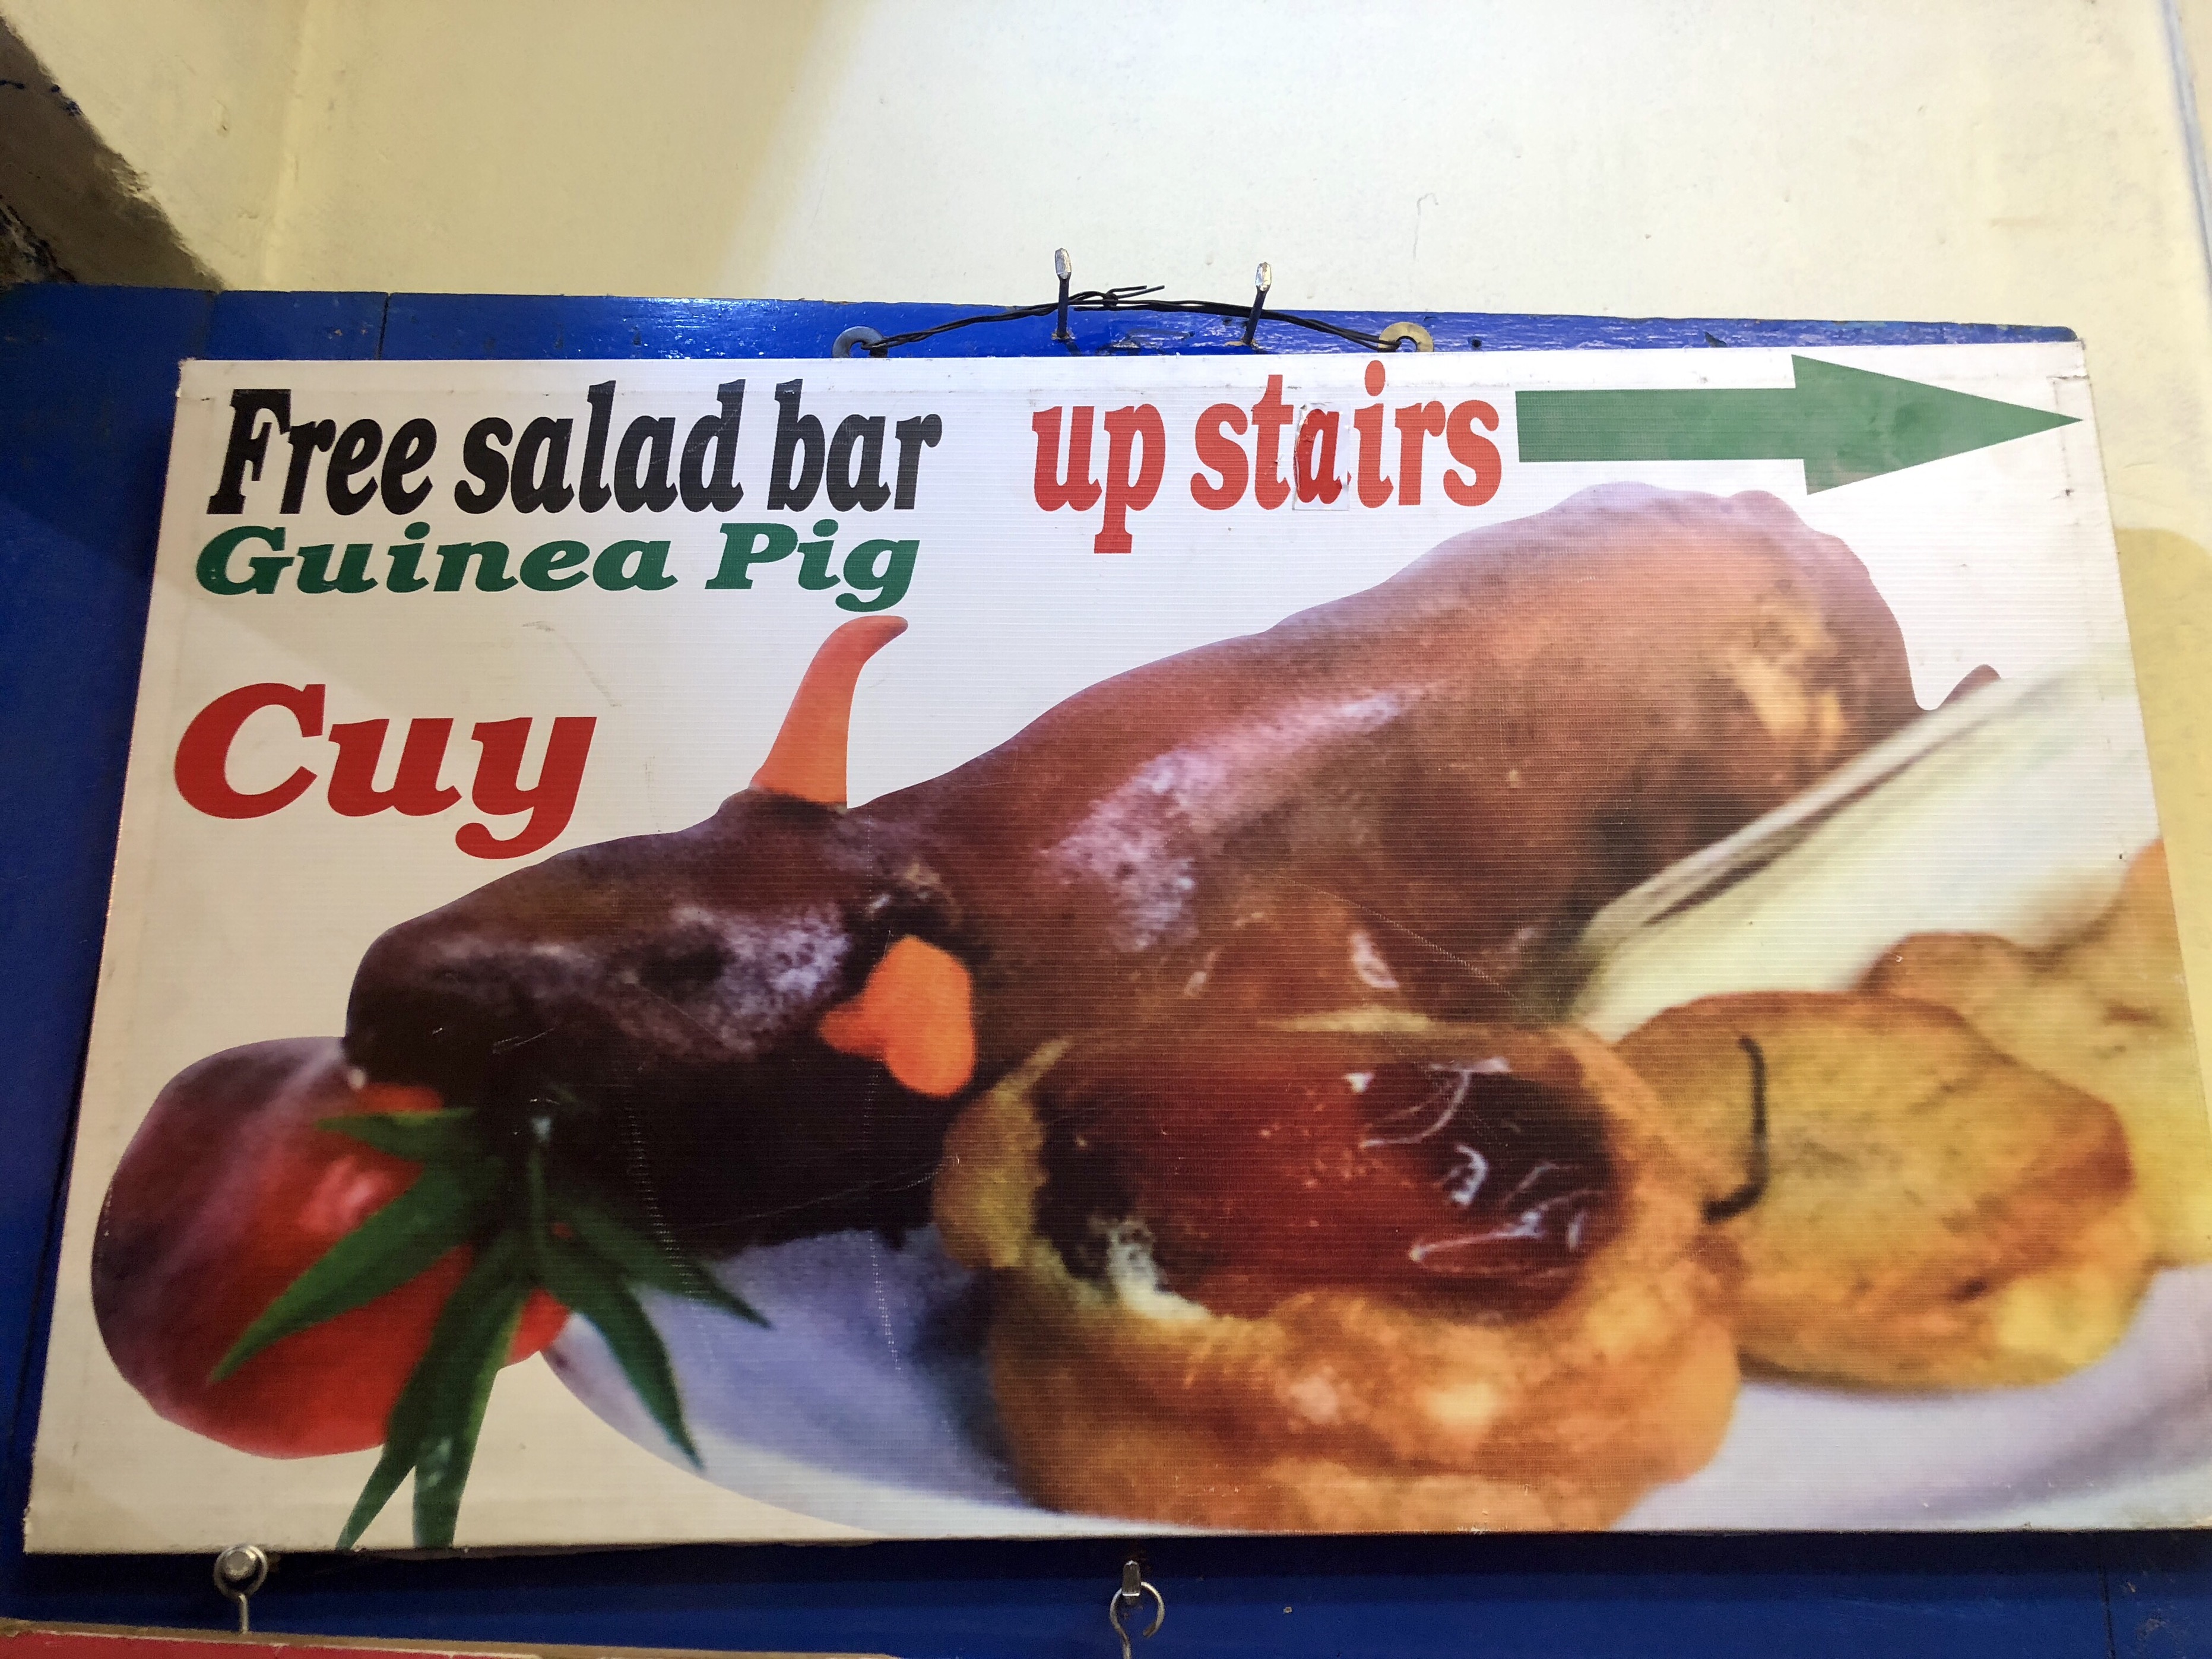 Free salad bar up stairs
Guinea Pig
Cuy